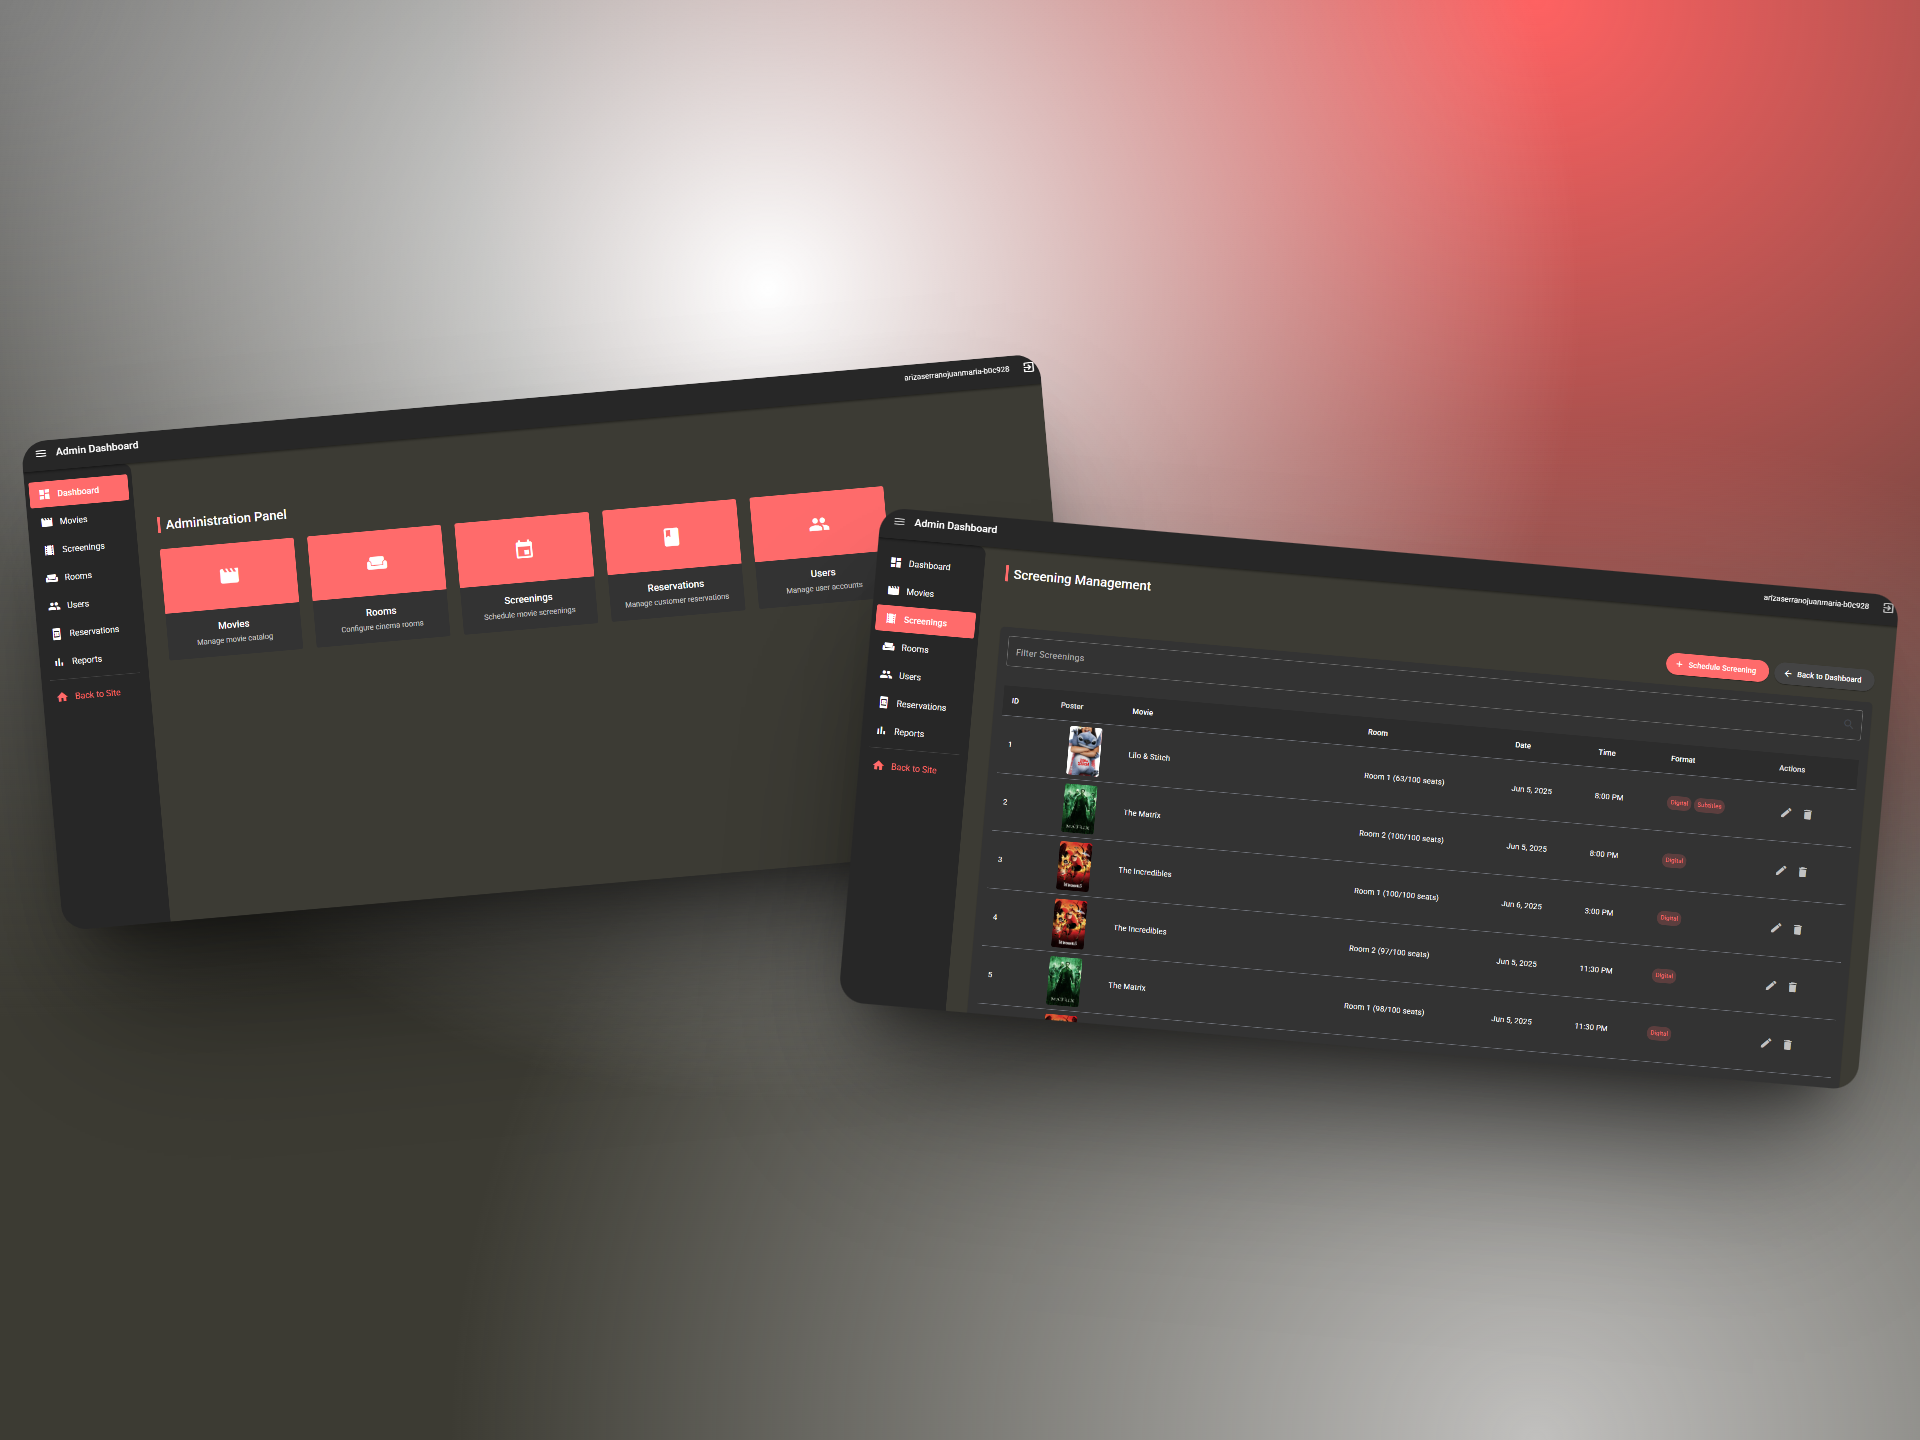 arizaserranojuanmaria-b0c928
Admin Dashboard
Dashboard
Movies
Screenings
Rooms
Users
Reservations
Reports
Back to Site
Administration Panel
Movies
Manage movie catalog
Rooms
Configure cinema rooms
Screenings
Schedule movie screenings
Reservations
Manage customer reservations
Users
Manage user accounts
Admin Dashboard
arizaserranojuanmaria-b0c928
Dashboard
Movies
Screenings
Rooms
Users
Reservations
Reports
Back to Site
Screening Management
+ Schedule Screening
Back to Dashboard
Filter Screenings
ID Poster Movie Room Date Time Format Actions
1 Lilo & Stitch Room 1 (63/100 seats) Jun 5, 2025 8:00 PM Digital Subtitles
2 MATRIX The Matrix Room 2 (100/100 seats) Jun 5, 2025 8:00 PM Digital
3 The Incredibles Room 1 (100/100 seats) Jun 6, 2025 3:00 PM Digital
4 The Incredibles Room 2 (97/100 seats) Jun 5, 2025 11:30 PM Digital
5 MATRIX The Matrix Room 1 (98/100 seats) Jun 5, 2025 11:30 PM Digital